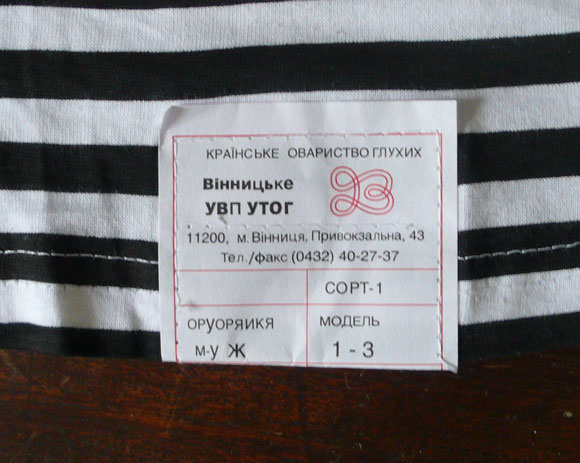 КРАЇНСЬКЕ ОВАРИСТВО ГЛУХИХ
Вінницьке
УВП УТОГ
11200, м. Вінниця. Привокзальна, 43
Тел./факс (0432) 40-27-37
СОРТ-1
ОРУОРЯИКЯ МОДЕЛЬ
м-у Ж 1 - 3